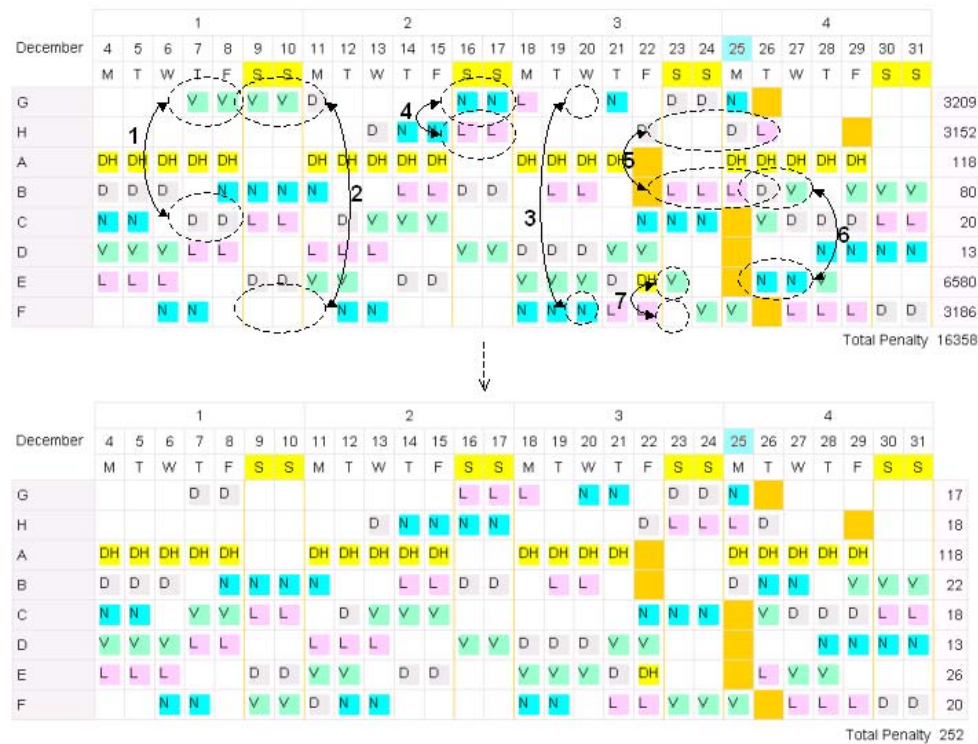 1 2 3 4
December 4 5 6 7 8 9 10 11 12 13 14 15 16 17 18 19 20 21 22 23 24 25 26 27 28 29 30 31
M T W T F S S M T W T F S S M T W T F S S M T W T F S S
G V V V V D 4 N N L N D D N 3209
1 H D N N L L D D L 3152
A DH DH DH DH DH DH DH DH DH DH DH DH DH DH 5 DH DH DH DH DH 118
B D D D N N N N 2 L L D D L L L L L D V V V V 80
C N N D D L L D V V V 3 N N N V D D D L L 20
D V V V L L L L L V V D D D V V N N N N 6 13
E L L L D D V V D D V V V D DH V N N V 6580
F N N N N N N N L L 7 V V L L L D D 3186
Total Penalty 16358
1 2 3 4
December 4 5 6 7 8 9 10 11 12 13 14 15 16 17 18 19 20 21 22 23 24 25 26 27 28 29 30 31
M T W T F S S M T W T F S S M T W T F S S M T W T F S S
G D D L L L N N D D N 17
H D N N N N D L L L D 18
A DH DH DH DH DH DH DH DH DH DH DH DH DH DH DH DH DH DH DH 118
B D D D N N N N L L D D L L D N N V V V 22
C N N V V L L D V V V N N N V D D D L L 18
D V V V L L L L L V V D D D V V N N N N 13
E L L L D D V V D D V V V D DH L V V 26
F N N V V D N N N N L L V V V L L L D D 20
Total Penalty 252